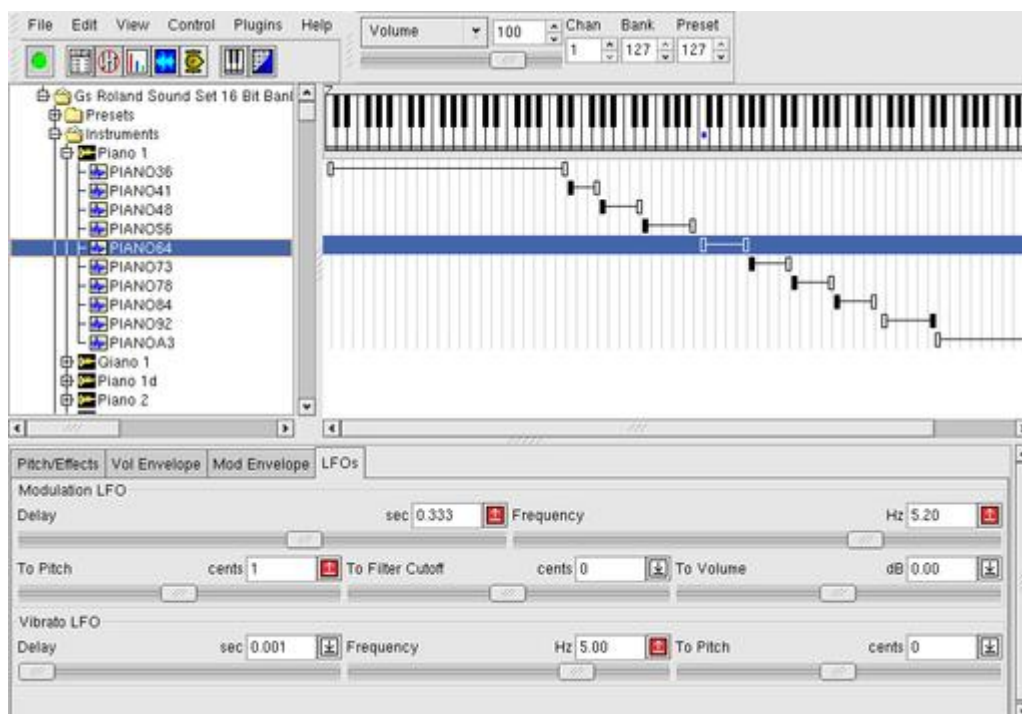 File Edit View Control Plugins Help
Volume 100 Chan Bank Preset
1 127 127
Gs Roland Sound Set 16 Bit Bank
Presets
Instruments
Piano 1
PIANO36
PIANO41
PIANO48
PIANO56
PIANO64
PIANO73
PIANO78
PIANO84
PIANO92
PIANOA3
Qiano 1
Piano 1d
Piano 2
Pitch/Effects Vol Envelope Mod Envelope LFOs
Modulation LFO
Delay sec 0.333 Frequency Hz 5.20
To Pitch cents 1 To Filter Cutoff cents 0 To Volume dB 0.00
Vibrato LFO
Delay sec 0.001 Frequency Hz 5.00 To Pitch cents 0